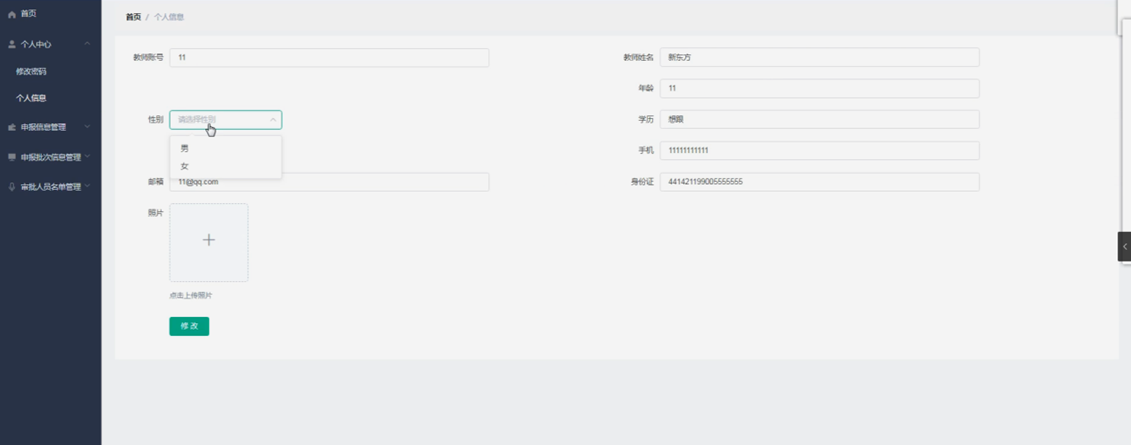 首页
个人中心
修改密码
个人信息
申报信息管理
申报批次信息管理
审批人员名单管理
首页 / 个人信息
教师账号 11
教师姓名 新东方
年龄 11
性别 请选择性别
学历 想跟
男
手机 11111111111
女
邮箱 11@qq.com
身份证 441421199005555555
照片
点击上传照片
修改